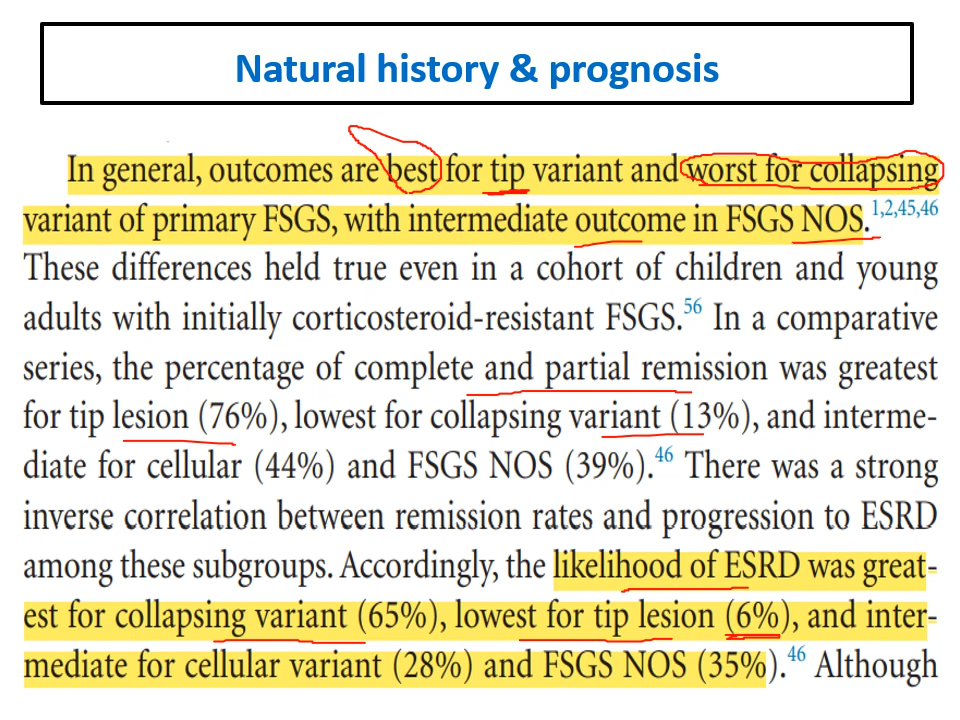 Natural history & prognosis
In general, outcomes are best for tip variant and worst for collapsing
variant of primary FSGS, with intermediate outcome in FSGS NOS.1,2,45,46
These differences held true even in a cohort of children and young
adults with initially corticosteroid-resistant FSGS.56 In a comparative
series, the percentage of complete and partial remission was greatest
for tip lesion (76%), lowest for collapsing variant (13%), and interme-
diate for cellular (44%) and FSGS NOS (39%).46 There was a strong
inverse correlation between remission rates and progression to ESRD
among these subgroups. Accordingly, the likelihood of ESRD was great-
est for collapsing variant (65%), lowest for tip lesion (6%), and inter-
mediate for cellular variant (28%) and FSGS NOS (35%).46 Although